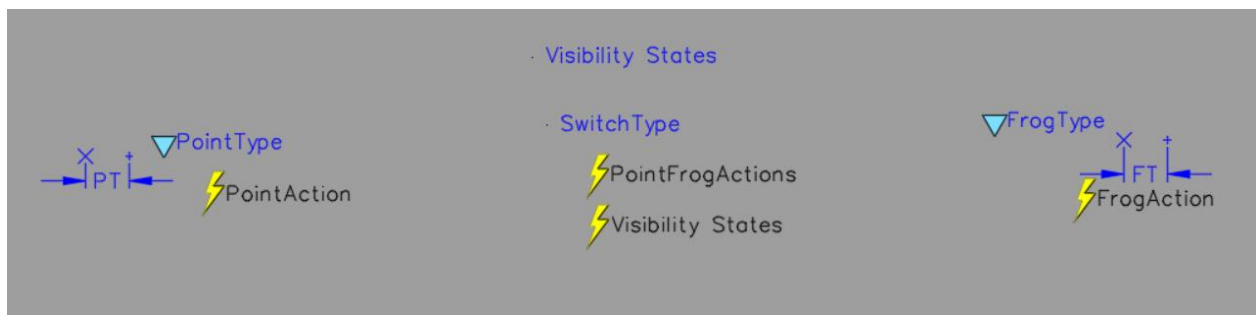 Visibility States
SwitchType
PointType
FrogType
PT
PointAction
PointFrogActions
FT
FrogAction
Visibility States